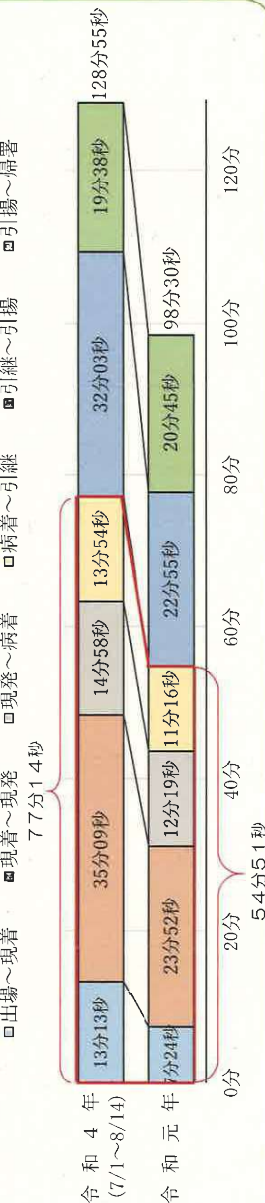 □出場～現着 ■現着～現発 □現発～病着 □病着～引継 ■引継～引揚 ■引揚～帰署
77分14秒
令和4年
(7/1～8/14)
13分13秒 35分09秒 14分58秒 13分54秒 32分03秒 19分38秒 128分55秒
令和元年
7分24秒 23分52秒 12分19秒 11分16秒 22分55秒 20分45秒 98分30秒
0分 20分 40分 60分 80分 100分 120分
54分51秒